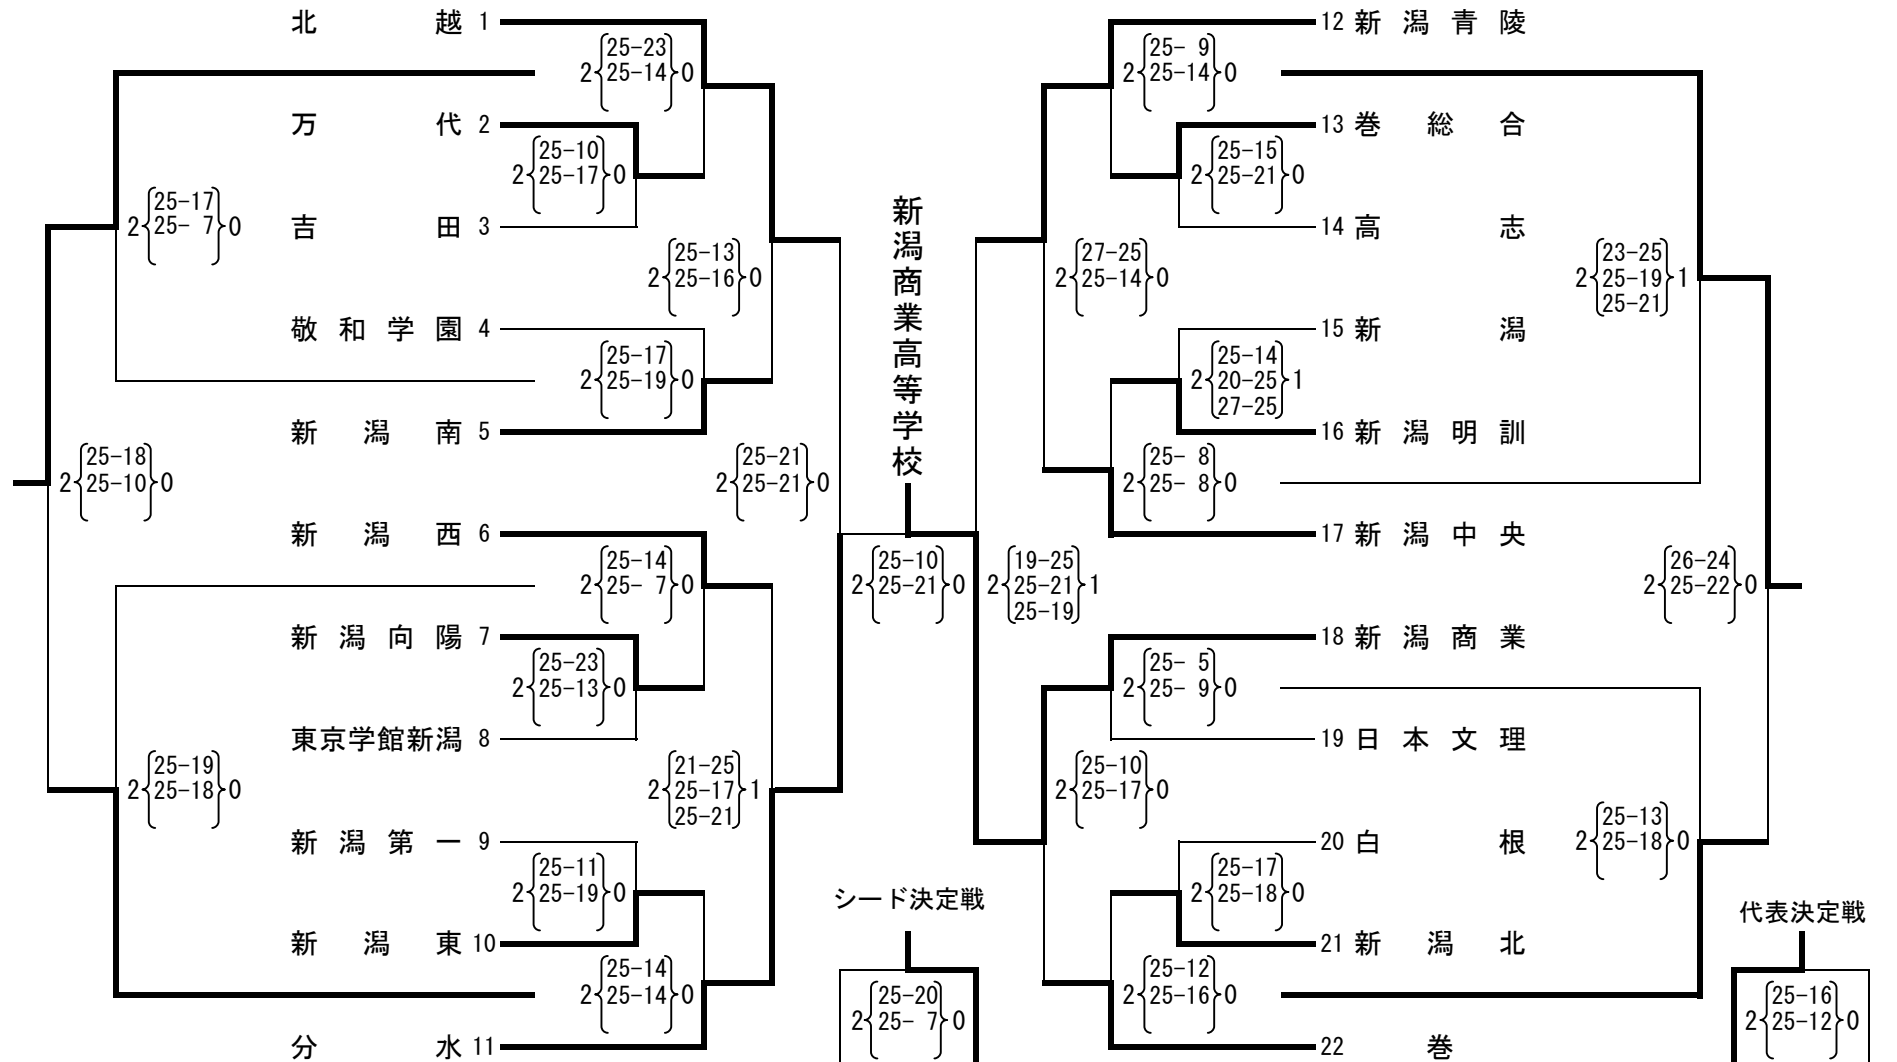 北越 1
2 25-23 25-14 0
万代 2
2 25-10 25-17 0
吉田 3
2 25-17 25- 7 0
2 25-13 25-16 0
敬和学園 4
2 25-17 25-19 0
新潟南 5
2 25-18 25-10 0
2 25-21 25-21 0
新潟西 6
2 25-14 25- 7 0
新潟向陽 7
2 25-23 25-13 0
東京学館新潟 8
2 25-19 25-18 0
2 21-25 25-17 25-21 1
新潟第一 9
2 25-11 25-19 0
新潟東 10
2 25-14 25-14 0
分水 11
新潟商業高等学校
2 25-10 25-21 0
シード決定戦
2 25-20 25- 7 0
12 新潟青陵
2 25- 9 25-14 0
13 巻総合
2 25-15 25-21 0
14 高志
2 27-25 25-14 0
2 23-25 25-19 25-21 1
15 新潟
2 25-14 20-25 27-25 1
16 新潟明訓
2 25- 8 25- 8 0
17 新潟中央
2 19-25 25-21 25-19 1
2 26-24 25-22 0
18 新潟商業
2 25- 5 25- 9 0
19 日本文理
2 25-10 25-17 0
2 25-13 25-18 0
20 白根
2 25-17 25-18 0
21 新潟北
2 25-12 25-16 0
22 巻
代表決定戦
2 25-16 25-12 0